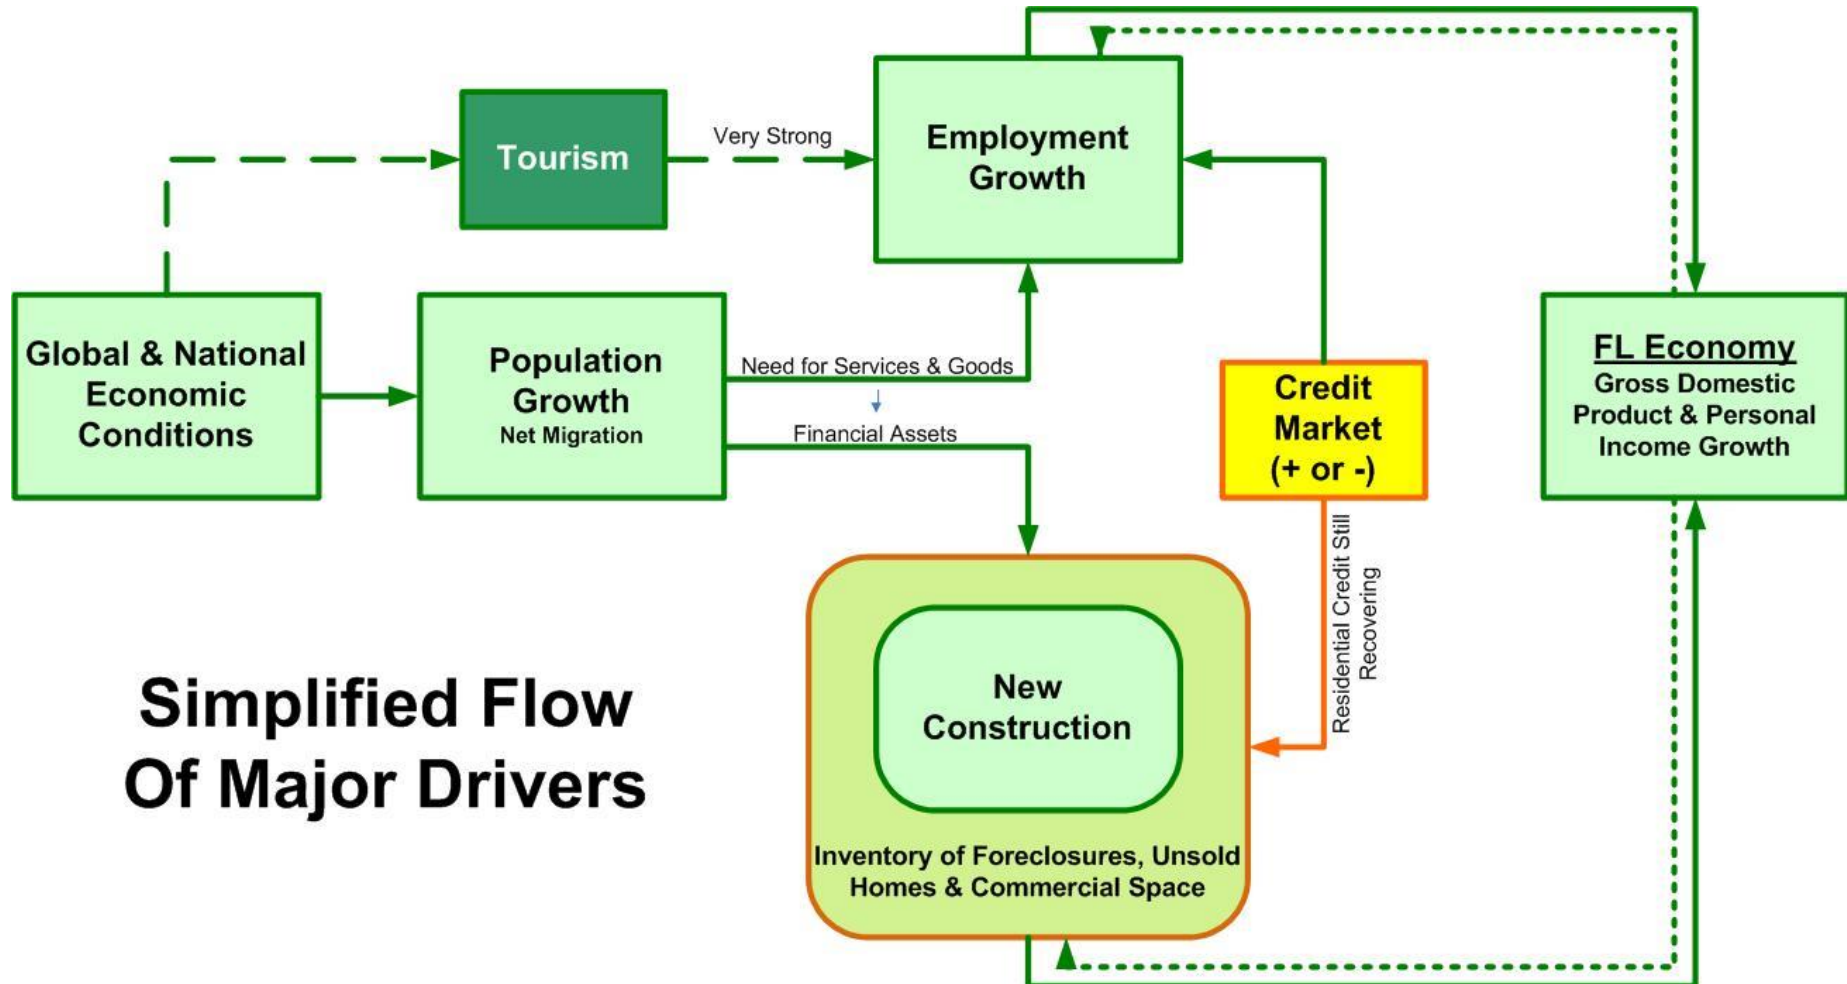 Tourism
Very Strong
Employment
Growth
Global & National
Economic
Conditions
Population
Growth
Net Migration
Need for Services & Goods
Financial Assets
Credit
Market
(+ or -)
FL Economy
Gross Domestic
Product & Personal
Income Growth
Residential Credit Still
Recovering
New
Construction
Inventory of Foreclosures, Unsold
Homes & Commercial Space
Simplified Flow
Of Major Drivers